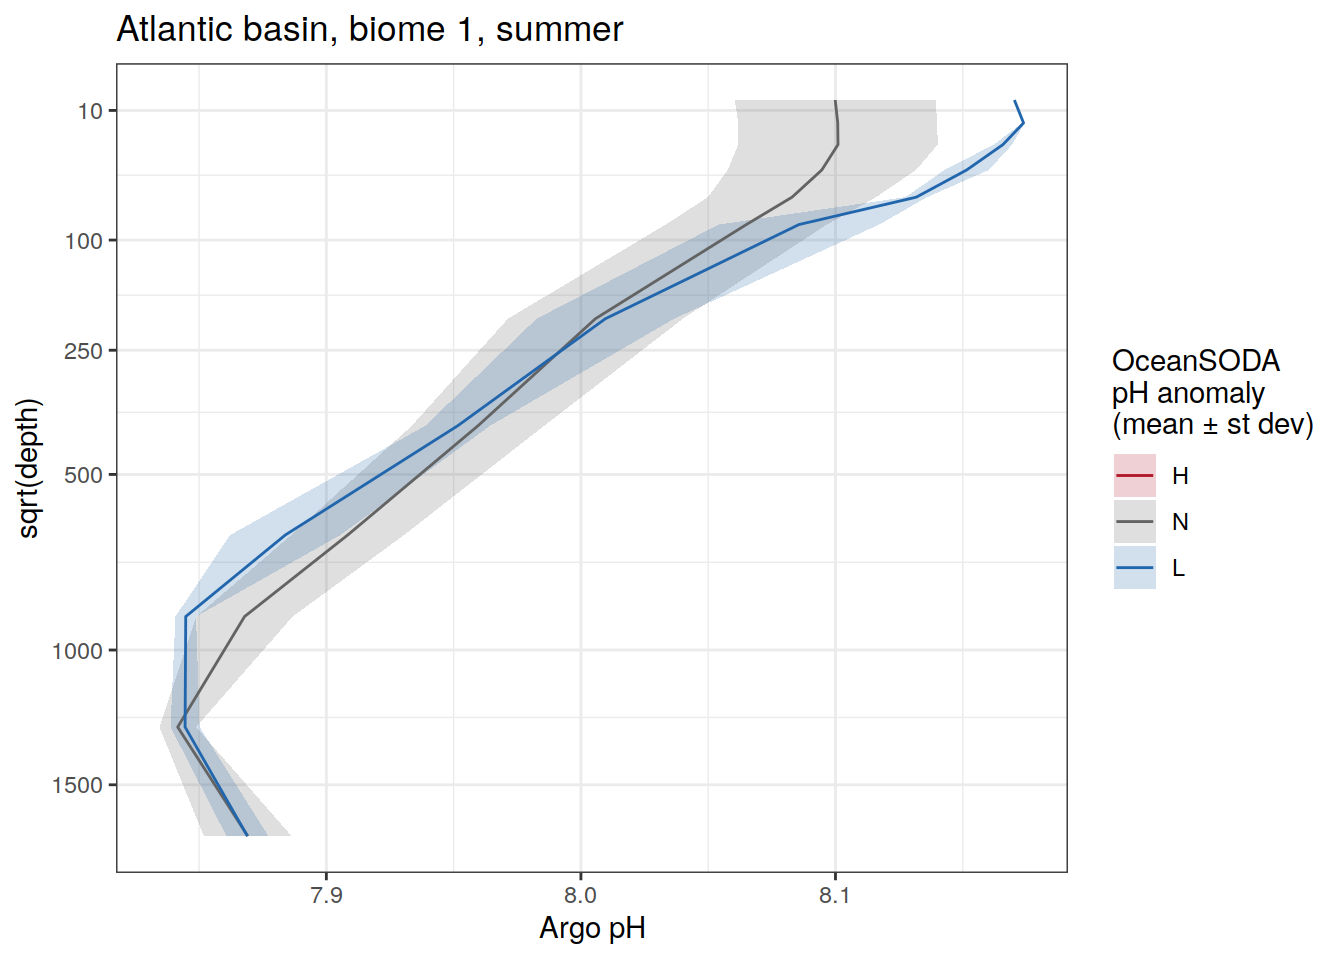 Atlantic basin, biome 1, summer
10
100
250
500
1000
1500
sqrt(depth)
7.9
8.0
8.1
Argo pH
OceanSODA
pH anomaly
(mean ± st dev)
H
N
L